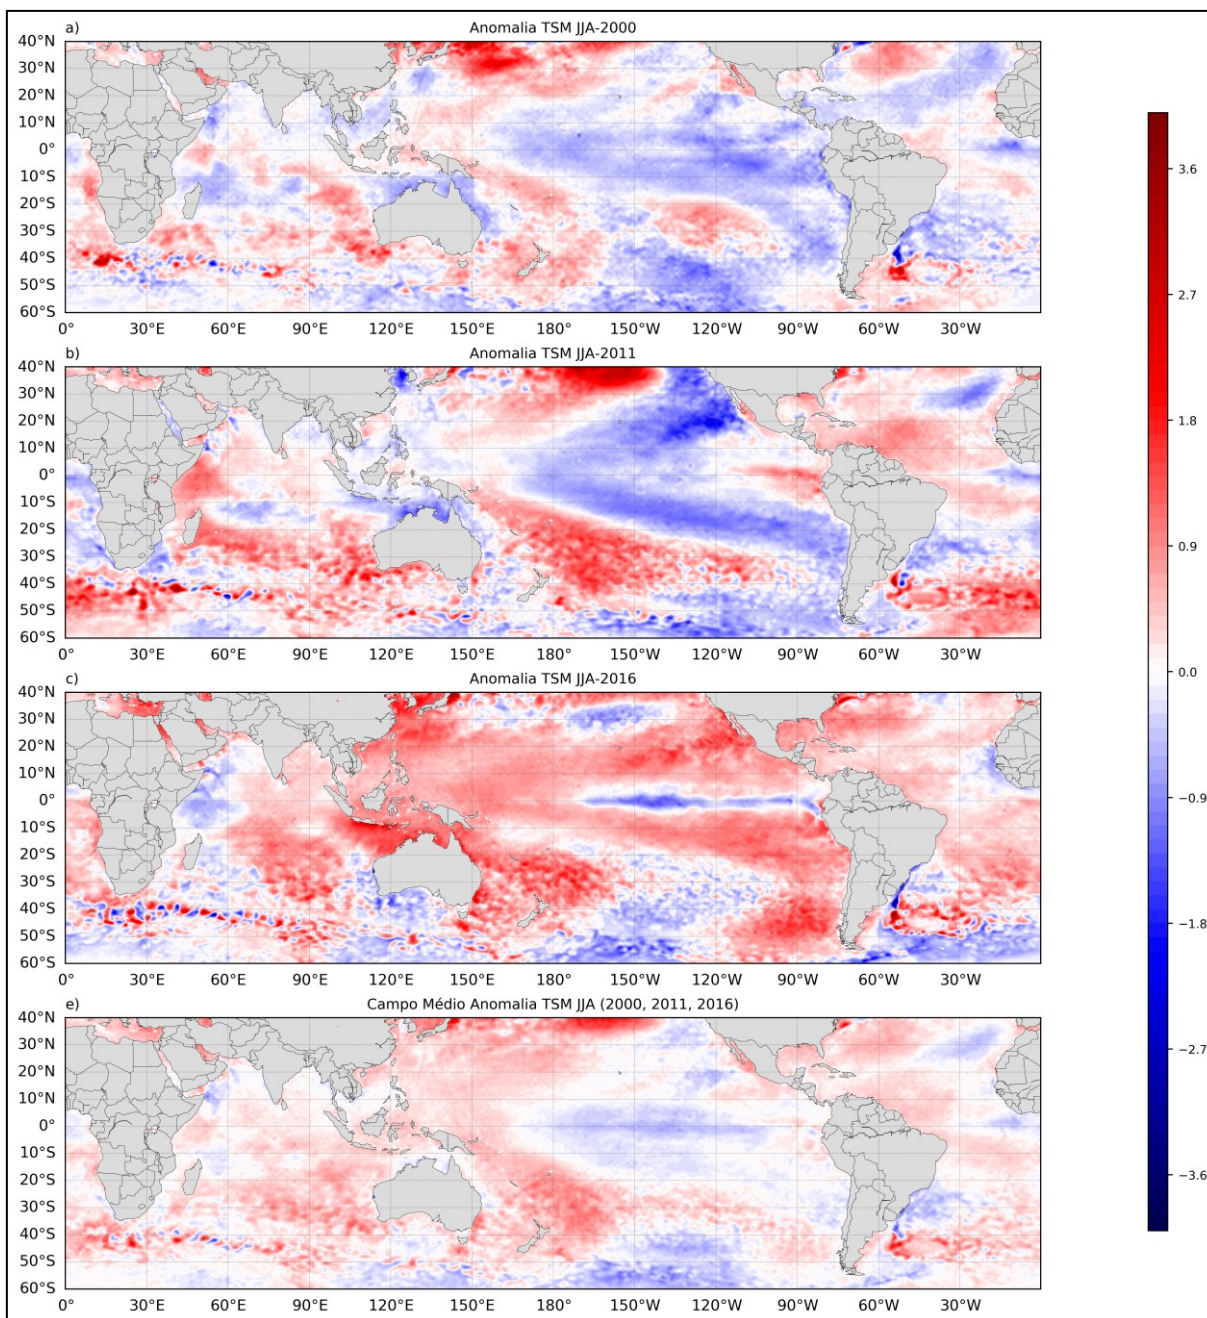 a) Anomalia TSM JJA-2000
40°N
30°N
20°N
10°N
0°
10°S
20°S
30°S
40°S
50°S
60°S
0° 30°E 60°E 90°E 120°E 150°E 180° 150°W 120°W 90°W 60°W 30°W
b) Anomalia TSM JJA-2011
40°N
30°N
20°N
10°N
0°
10°S
20°S
30°S
40°S
50°S
60°S
0° 30°E 60°E 90°E 120°E 150°E 180° 150°W 120°W 90°W 60°W 30°W
c) Anomalia TSM JJA-2016
40°N
30°N
20°N
10°N
0°
10°S
20°S
30°S
40°S
50°S
60°S
0° 30°E 60°E 90°E 120°E 150°E 180° 150°W 120°W 90°W 60°W 30°W
e) Campo Médio Anomalia TSM JJA (2000, 2011, 2016)
40°N
30°N
20°N
10°N
0°
10°S
20°S
30°S
40°S
50°S
60°S
0° 30°E 60°E 90°E 120°E 150°E 180° 150°W 120°W 90°W 60°W 30°W
3.6
2.7
1.8
0.9
0.0
−0.9
−1.8
−2.7
−3.6